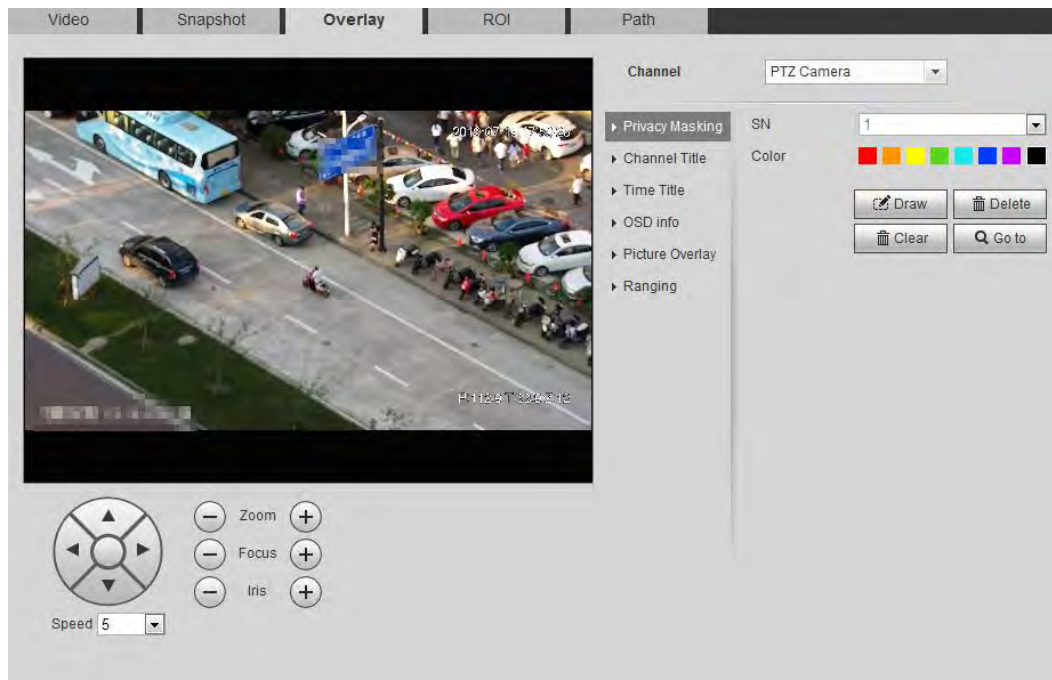 Video Snapshot Overlay ROI Path
Channel PTZ Camera
Privacy Masking
Channel Title
Time Title
OSD info
Picture Overlay
Ranging
SN 1
Color
Draw Delete
Clear Go to
Zoom
Focus
Iris
Speed 5